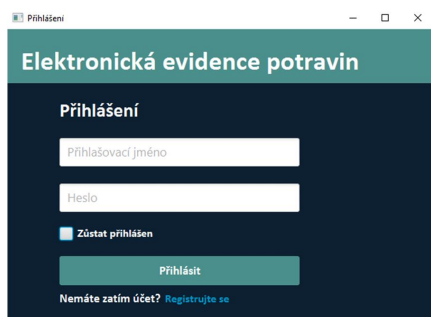 Přihlášení
Elektronická evidence potravin
Přihlášení
Přihlašovací jméno
Heslo
Zůstat přihlášen
Přihlásit
Nemáte zatím účet? Registrujte se